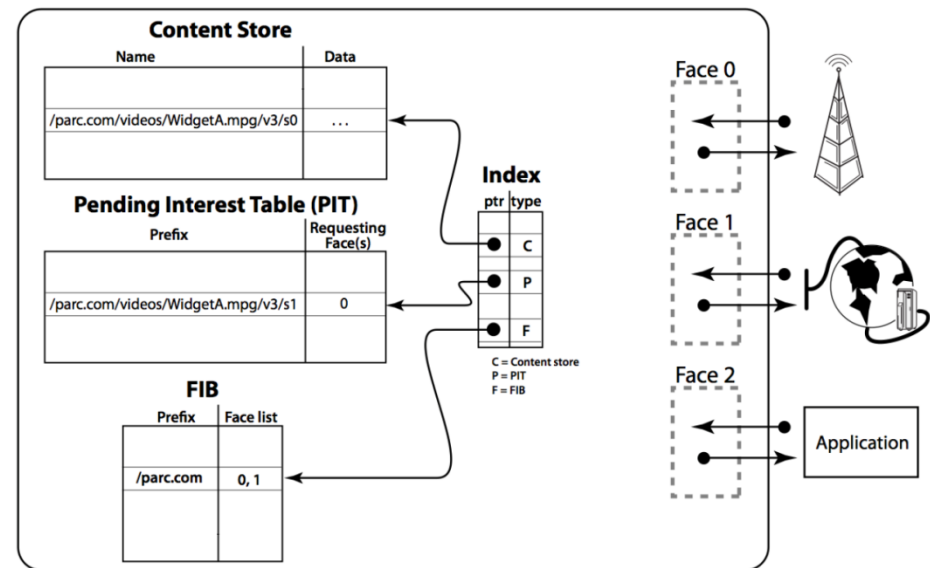 Content Store
Name Data
/parc.com/videos/WidgetA.mpg/v3/s0 ...
Pending Interest Table (PIT)
Prefix Requesting
Face(s)
/parc.com/videos/WidgetA.mpg/v3/s1 0
FIB
Prefix Face list
/parc.com 0, 1
Index
ptr type
C
P
F
C = Content store
P = PIT
F = FIB
Face 0
Face 1
Face 2
Application